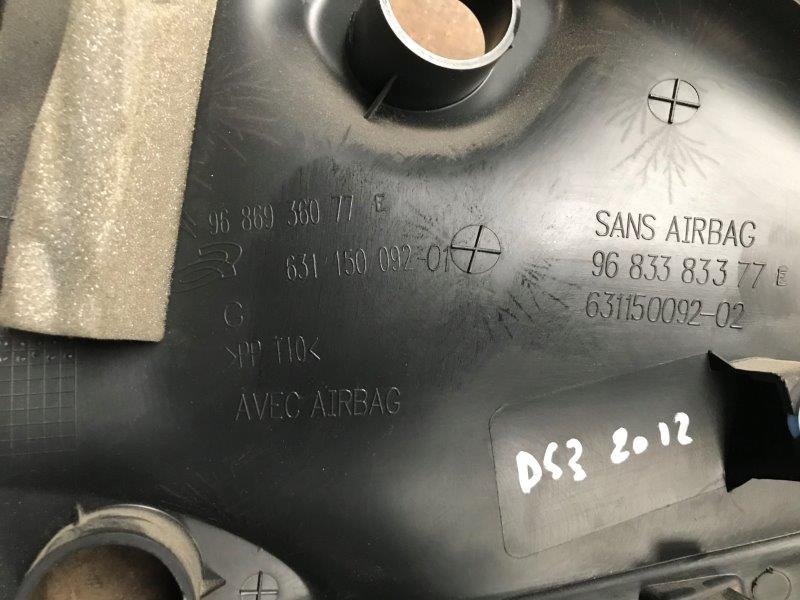 96 869 360 77 E
631 150 092-01
C
>PP T10<
AVEC AIRBAG
SANS AIRBAG
96 833 833 77 E
631150092-02
DS3 2012